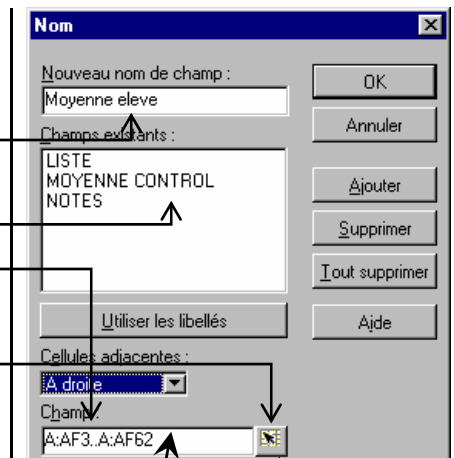 Nom
Nouveau nom de champ :
Moyenne eleve
OK
Annuler
Champs existants :
LISTE
MOYENNE CONTROL
NOTES
Ajouter
Supprimer
Tout supprimer
Utiliser les libellés
Aide
Cellules adjacentes :
A droite
Champ :
A:AF3..A:AF62